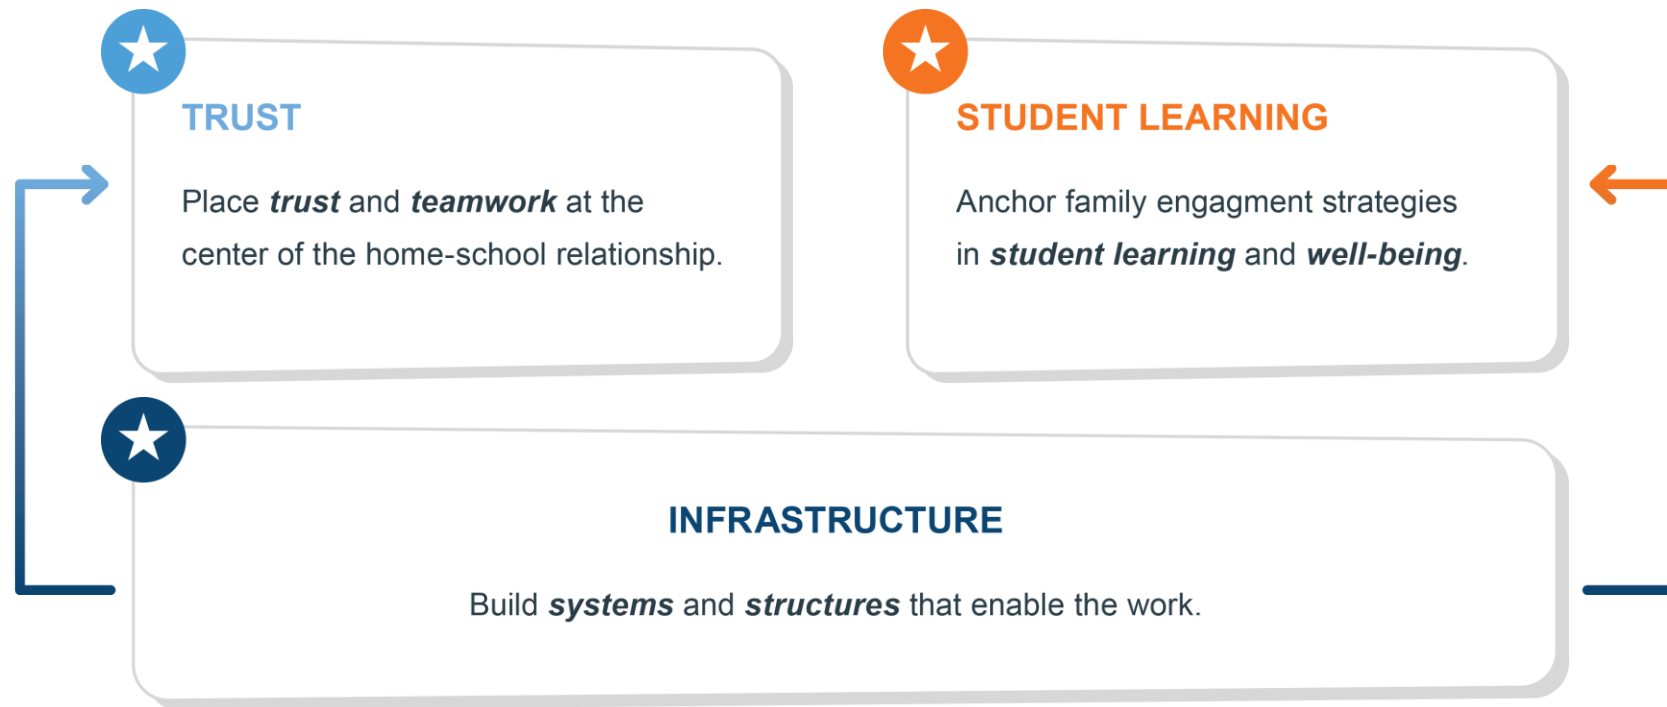 TRUST
Place trust and teamwork at the
center of the home-school relationship.
STUDENT LEARNING
Anchor family engagment strategies
in student learning and well-being.
INFRASTRUCTURE
Build systems and structures that enable the work.